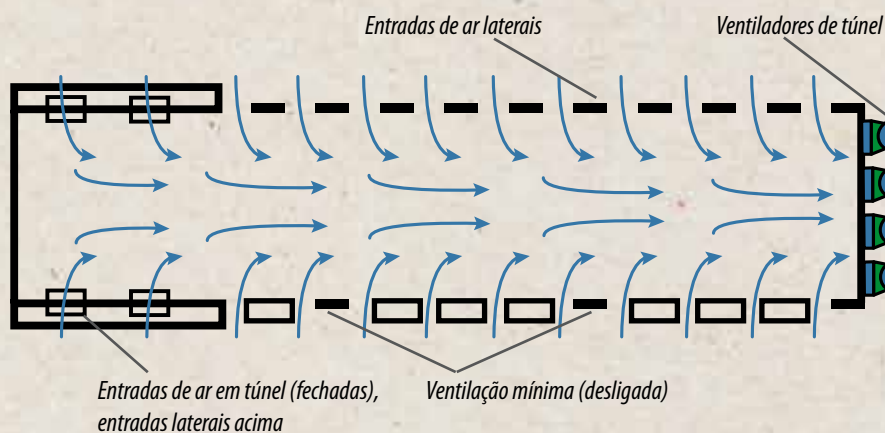 Entradas de ar laterais
Ventiladores de túnel
Entradas de ar em túnel (fechadas),
entradas laterais acima
Ventilação mínima (desligada)